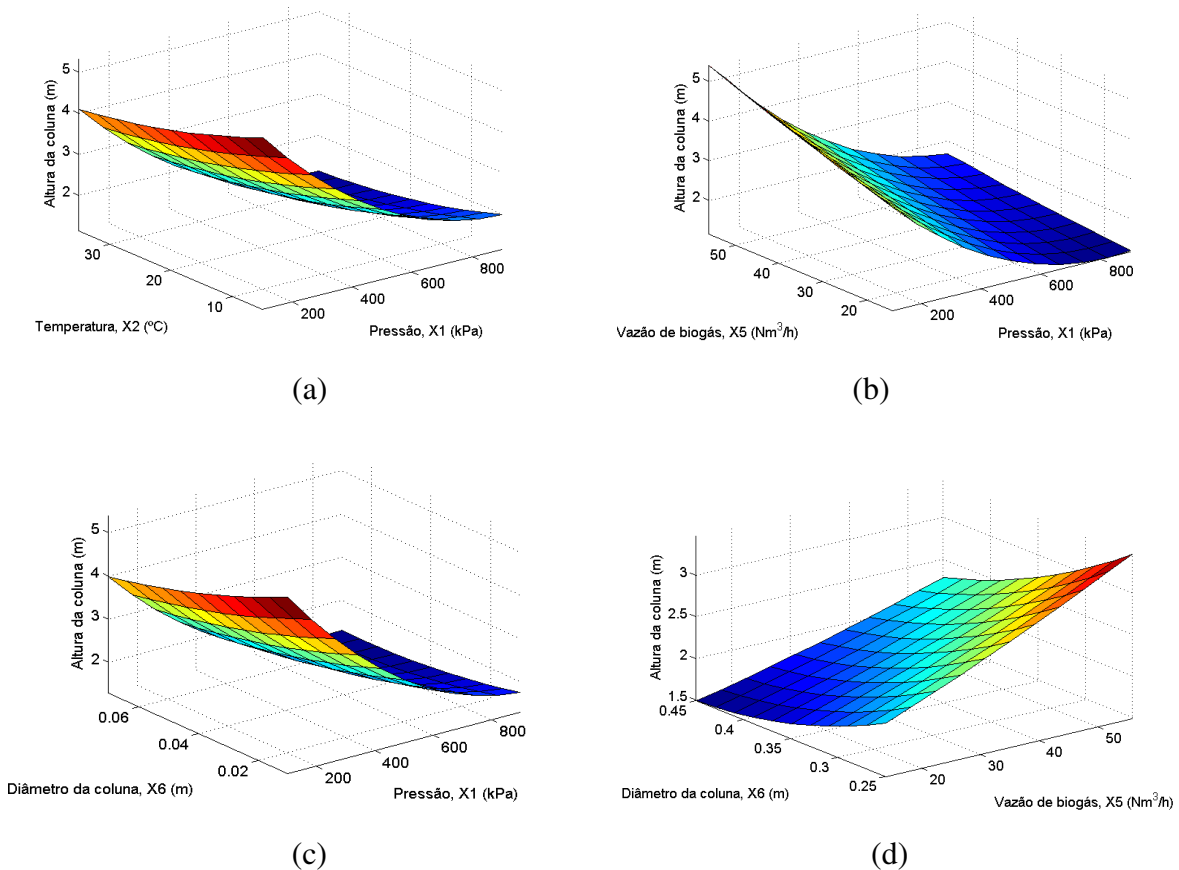 Altura da coluna (m)
5
4
3
2
30
20
10
200
400
600
800
Temperatura, X2 (ºC)
Pressão, X1 (kPa)
(a)
Altura da coluna (m)
5
4
3
2
50
40
30
20
200
400
600
800
Vazão de biogás, X5 (Nm³/h)
Pressão, X1 (kPa)
(b)
Altura da coluna (m)
5
4
3
2
0.06
0.04
0.02
200
400
600
800
Diâmetro da coluna, X6 (m)
Pressão, X1 (kPa)
(c)
Altura da coluna (m)
3
2.5
2
1.5
0.45
0.4
0.35
0.3
0.25
20
30
40
50
Diâmetro da coluna, X6 (m)
Vazão de biogás, X5 (Nm³/h)
(d)